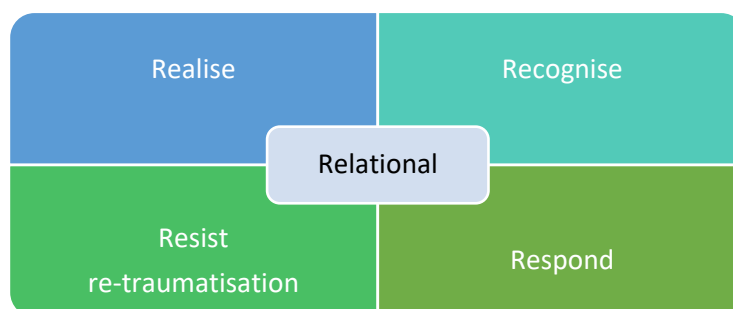 Realise
Recognise
Relational
Resist
re-traumatisation
Respond